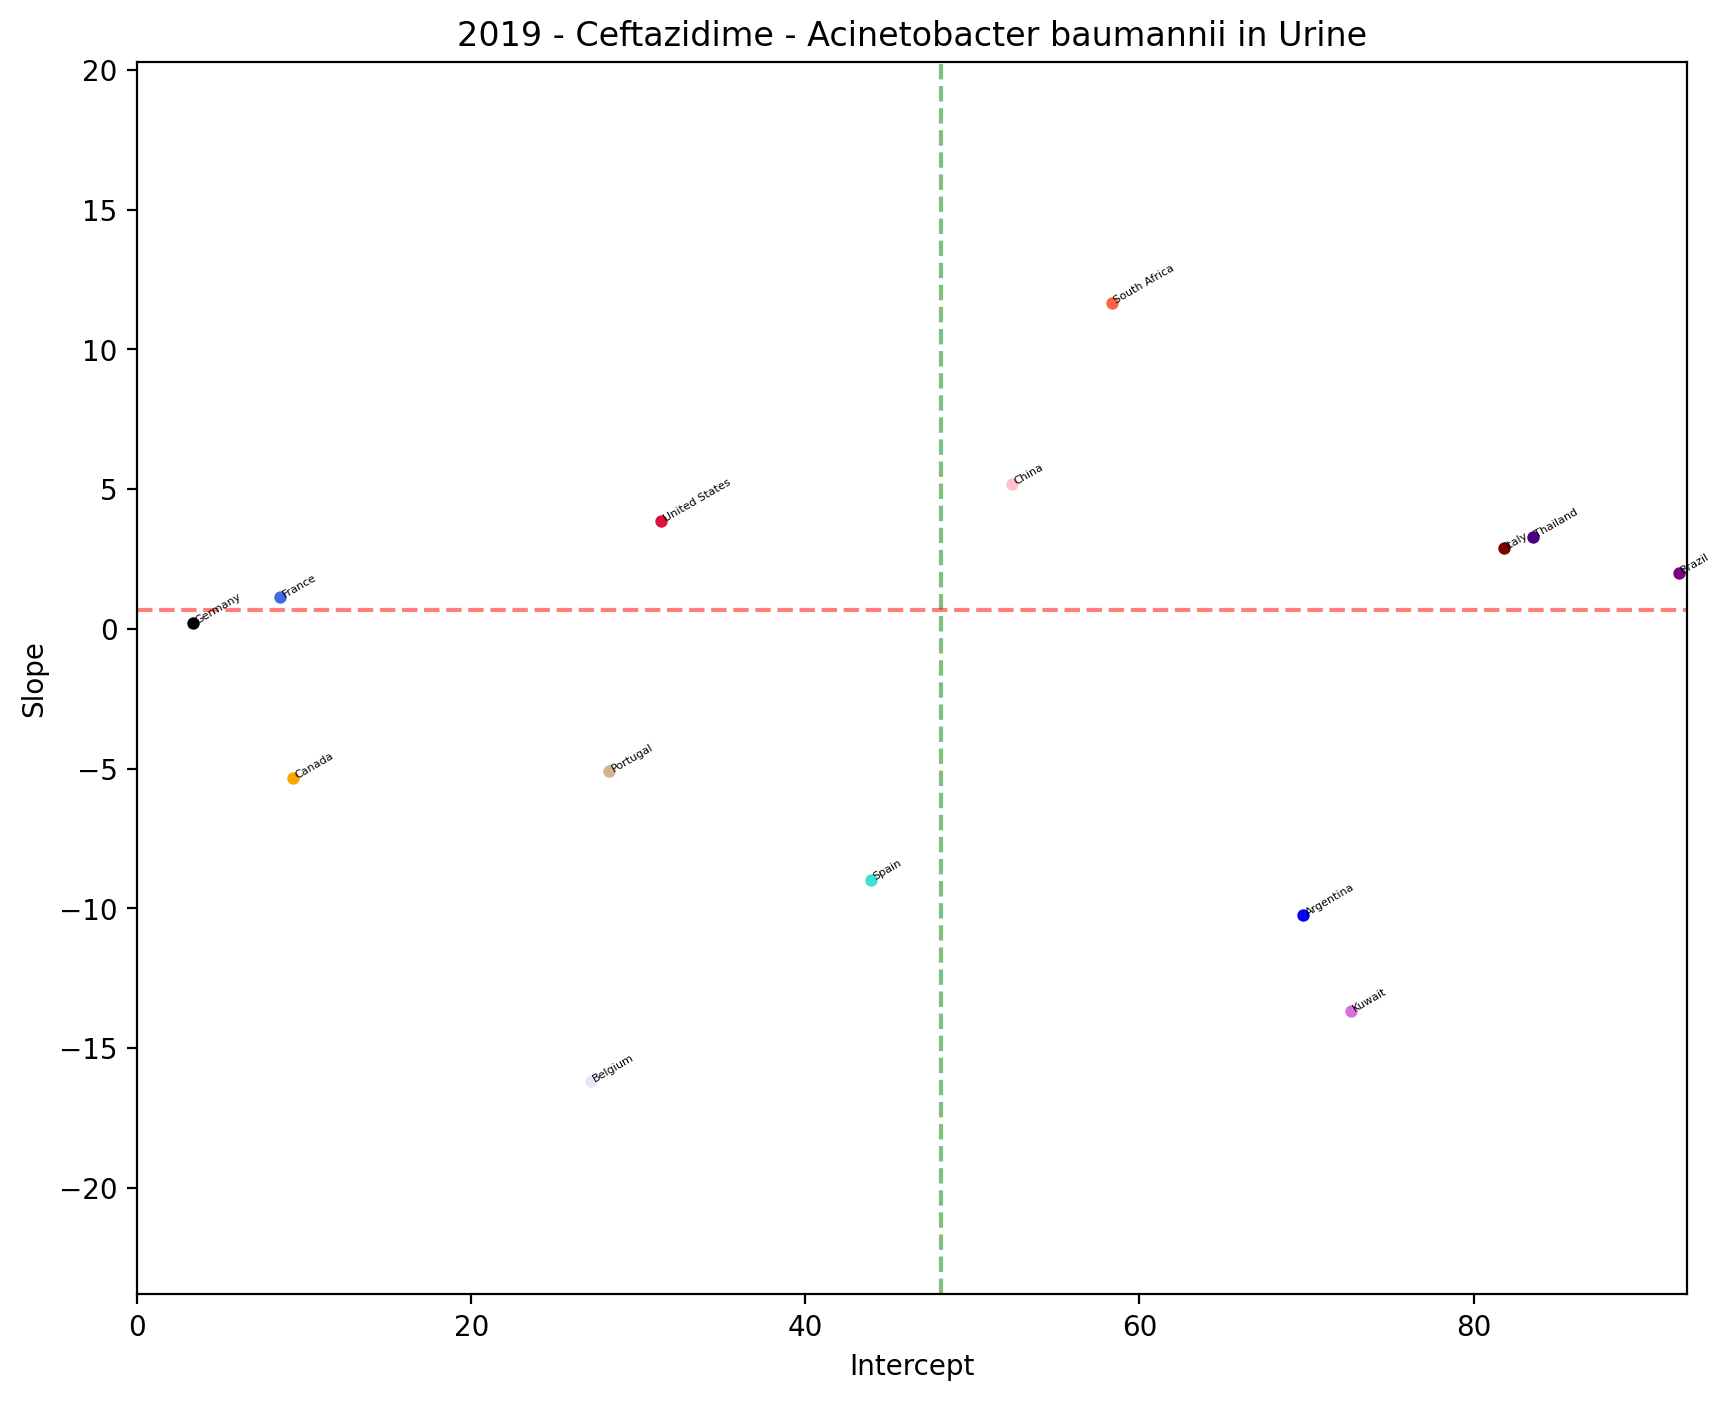 2019 - Ceftazidime - Acinetobacter baumannii in Urine
20
15
10
5
0
−5
−10
−15
−20
Slope
South Africa
China
United States
Thailand
Italy
Brazil
France
Germany
Canada
Portugal
Spain
Argentina
Kuwait
Belgium
0 20 40 60 80
Intercept